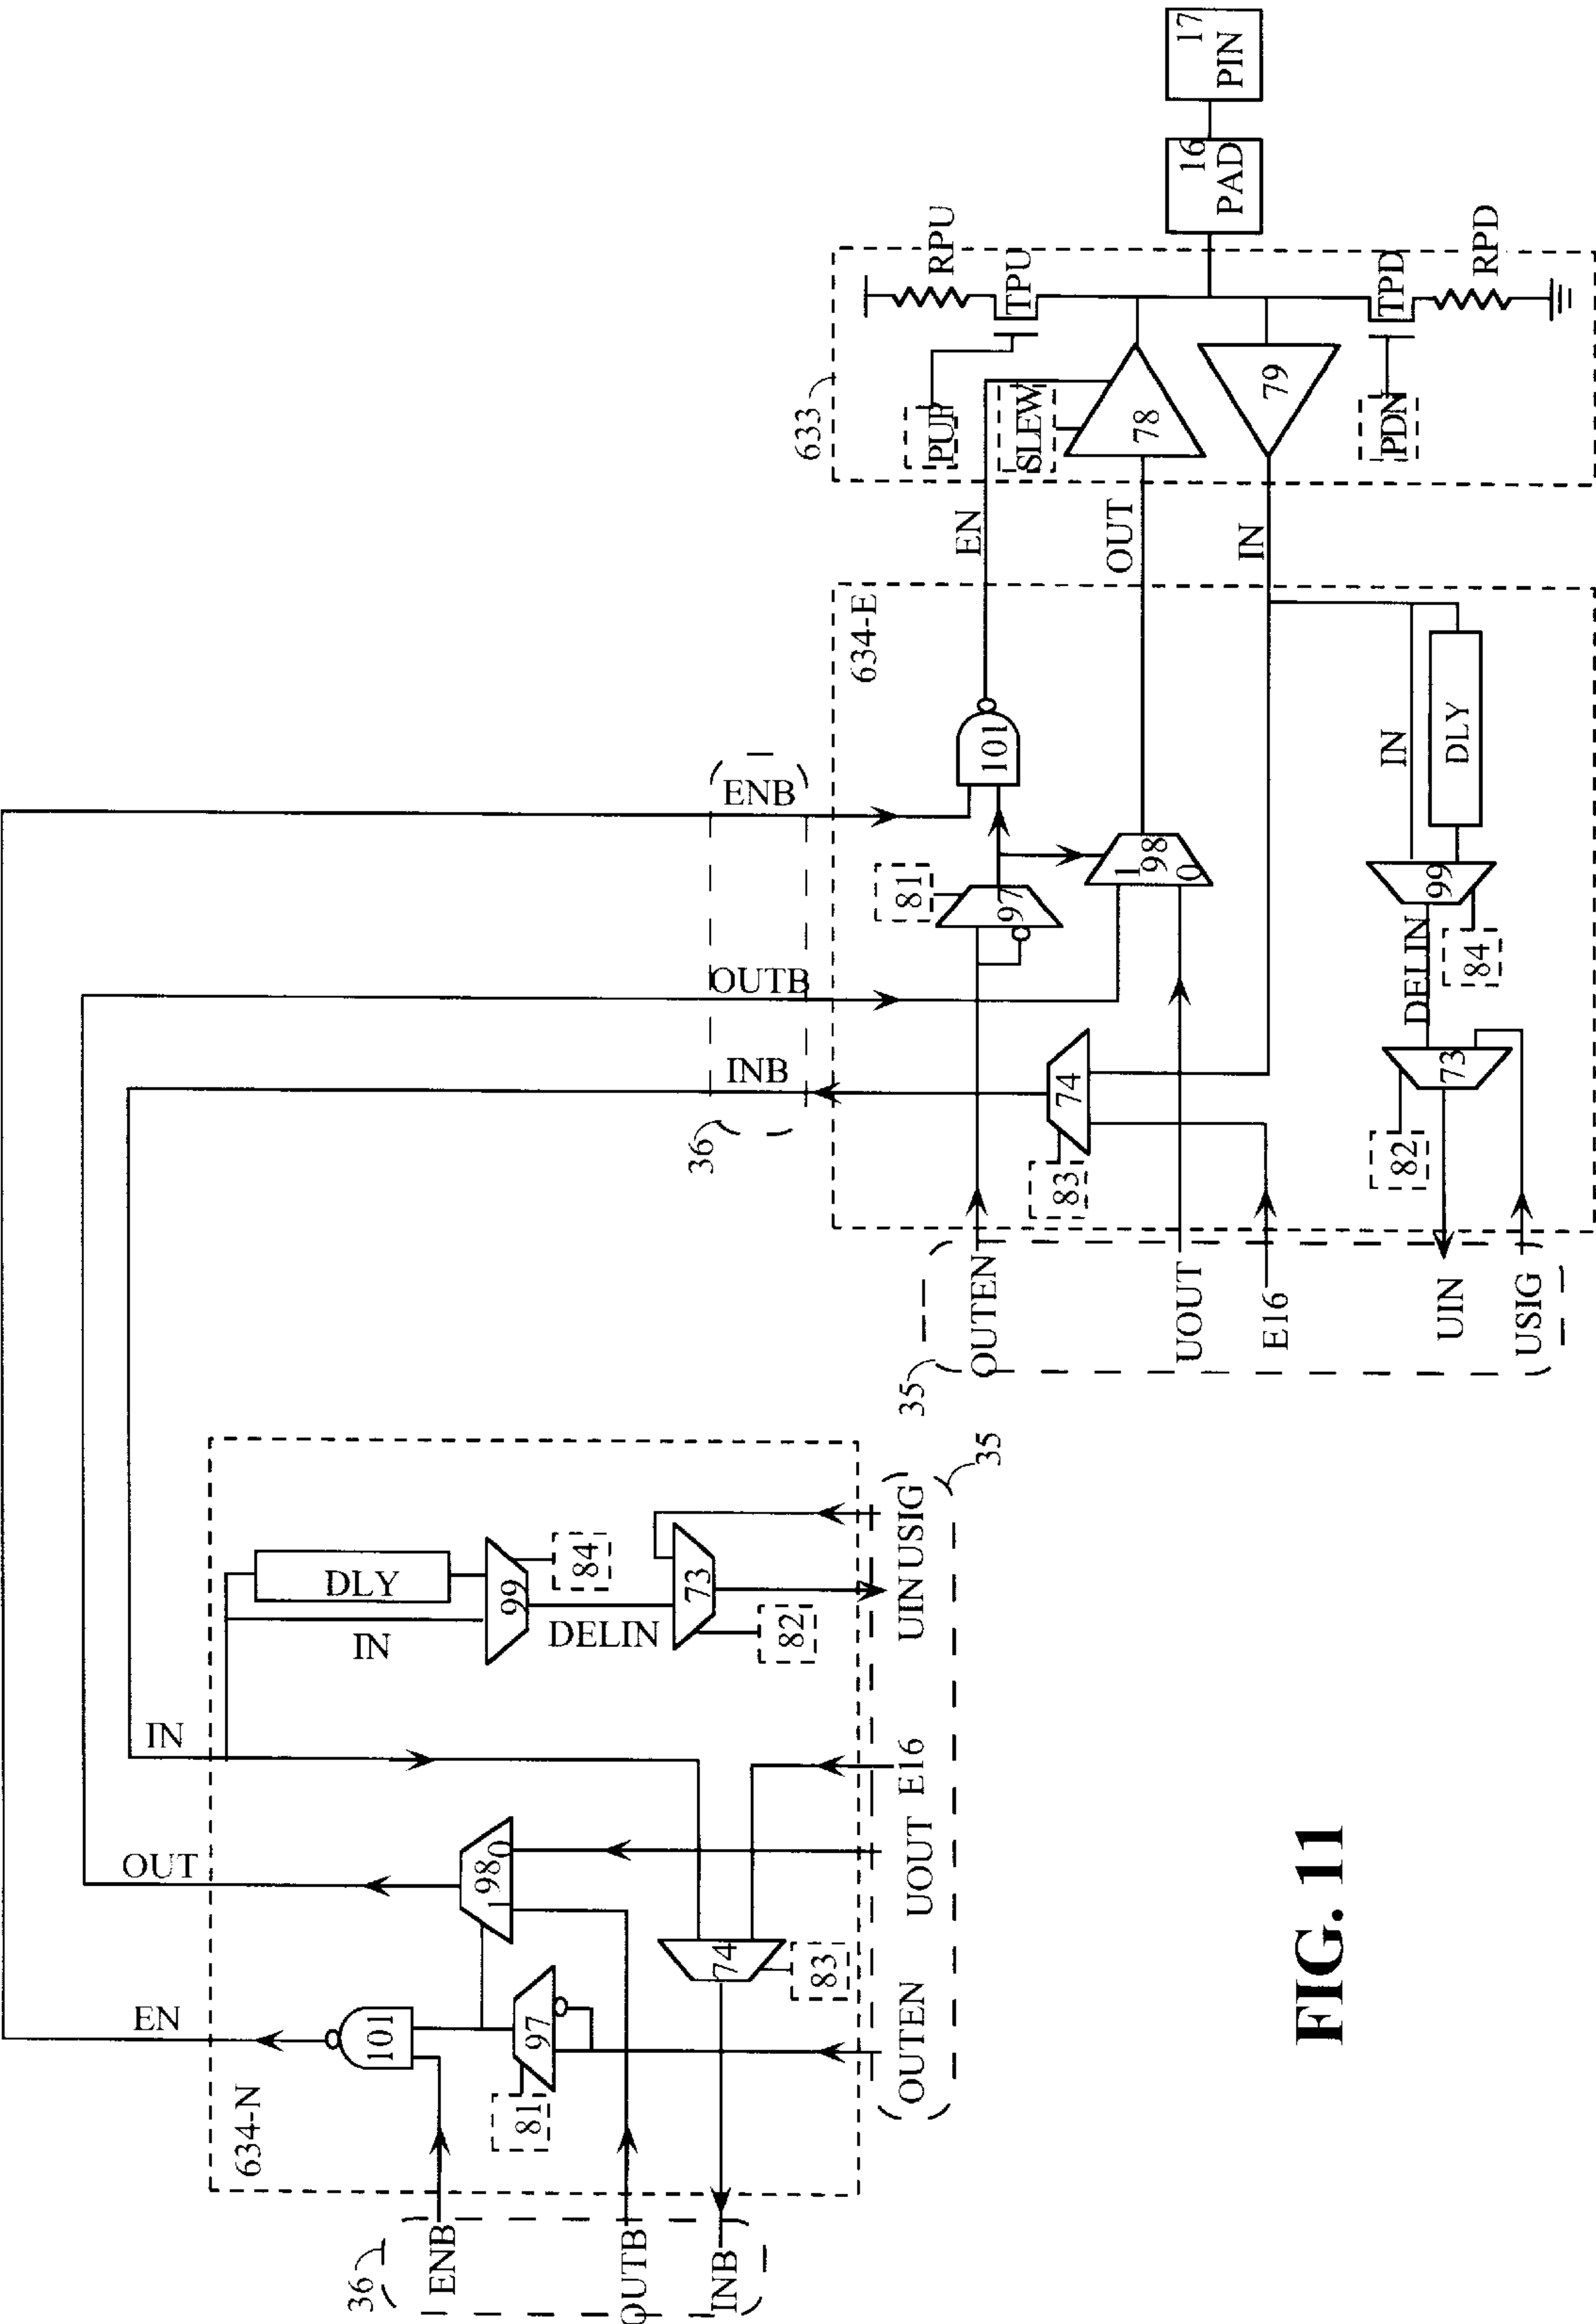 FIG. 11
36
ENB
OUTB
INB
634-N
EN
OUT
IN
101
81
97
98
1
0
74
83
IN
DLY
99
84
DELIN
73
82
OUTEN
UOUT
E16
UIN
USIG
35
36
ENB
OUTB
INB
35
OUTEN
UOUT
E16
UIN
USIG
634-E
81
97
101
1
98
0
74
83
IN
DLY
99
84
DELIN
73
82
EN
OUT
IN
633
PUP
SLEW
78
79
PDN
RPU
TPU
TPD
RPD
16
PAD
17
PIN